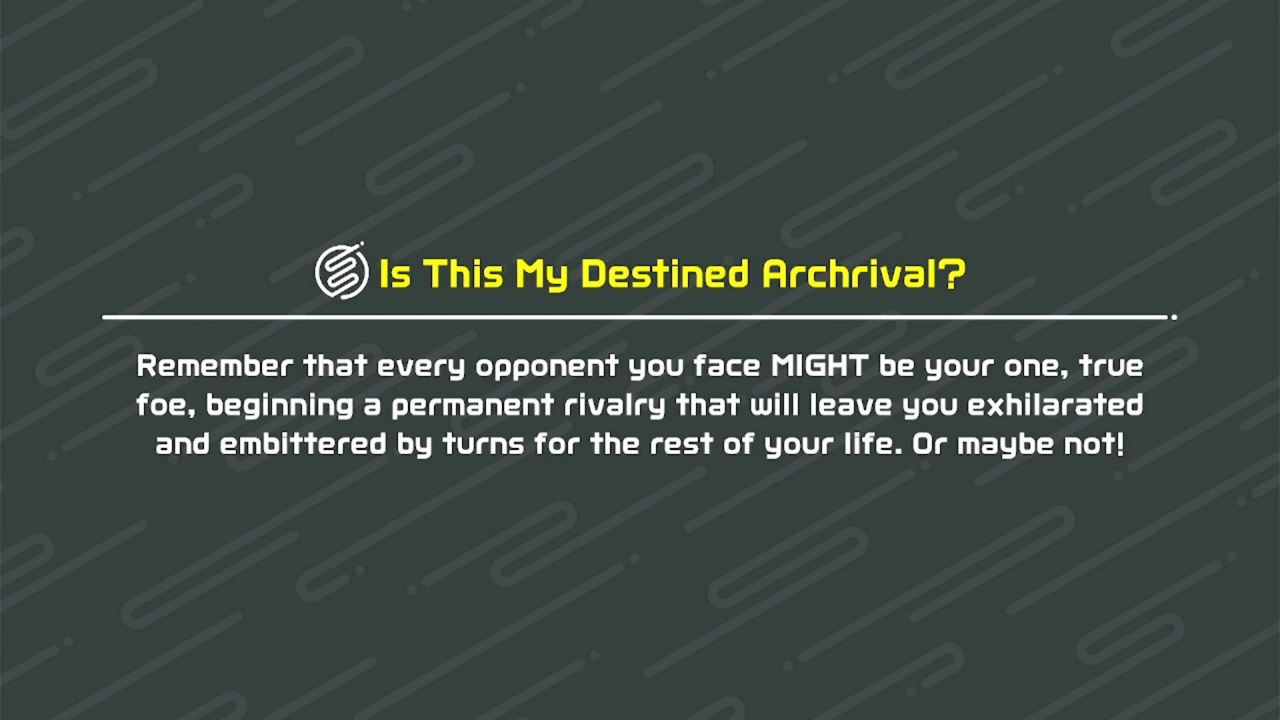 Is This My Destined Archrival?
Remember that every opponent you face MIGHT be your one, true
foe, beginning a permanent rivalry that will leave you exhilarated
and embittered by turns for the rest of your life. Or maybe not!